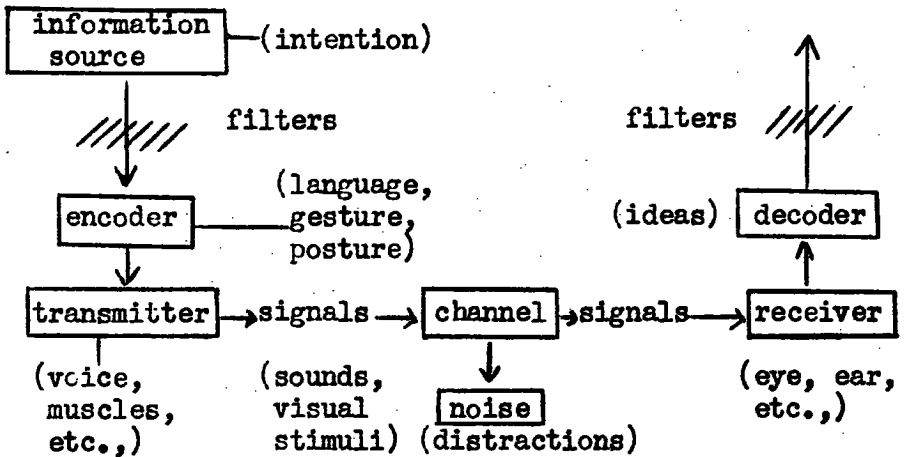 information
source
(intention)
filters
filters
(language,
gesture,
posture)
encoder
(ideas)
decoder
transmitter
signals
channel
signals
receiver
(voice,
muscles,
etc.,)
(sounds,
visual
stimuli)
noise
(distractions)
(eye, ear,
etc.,)